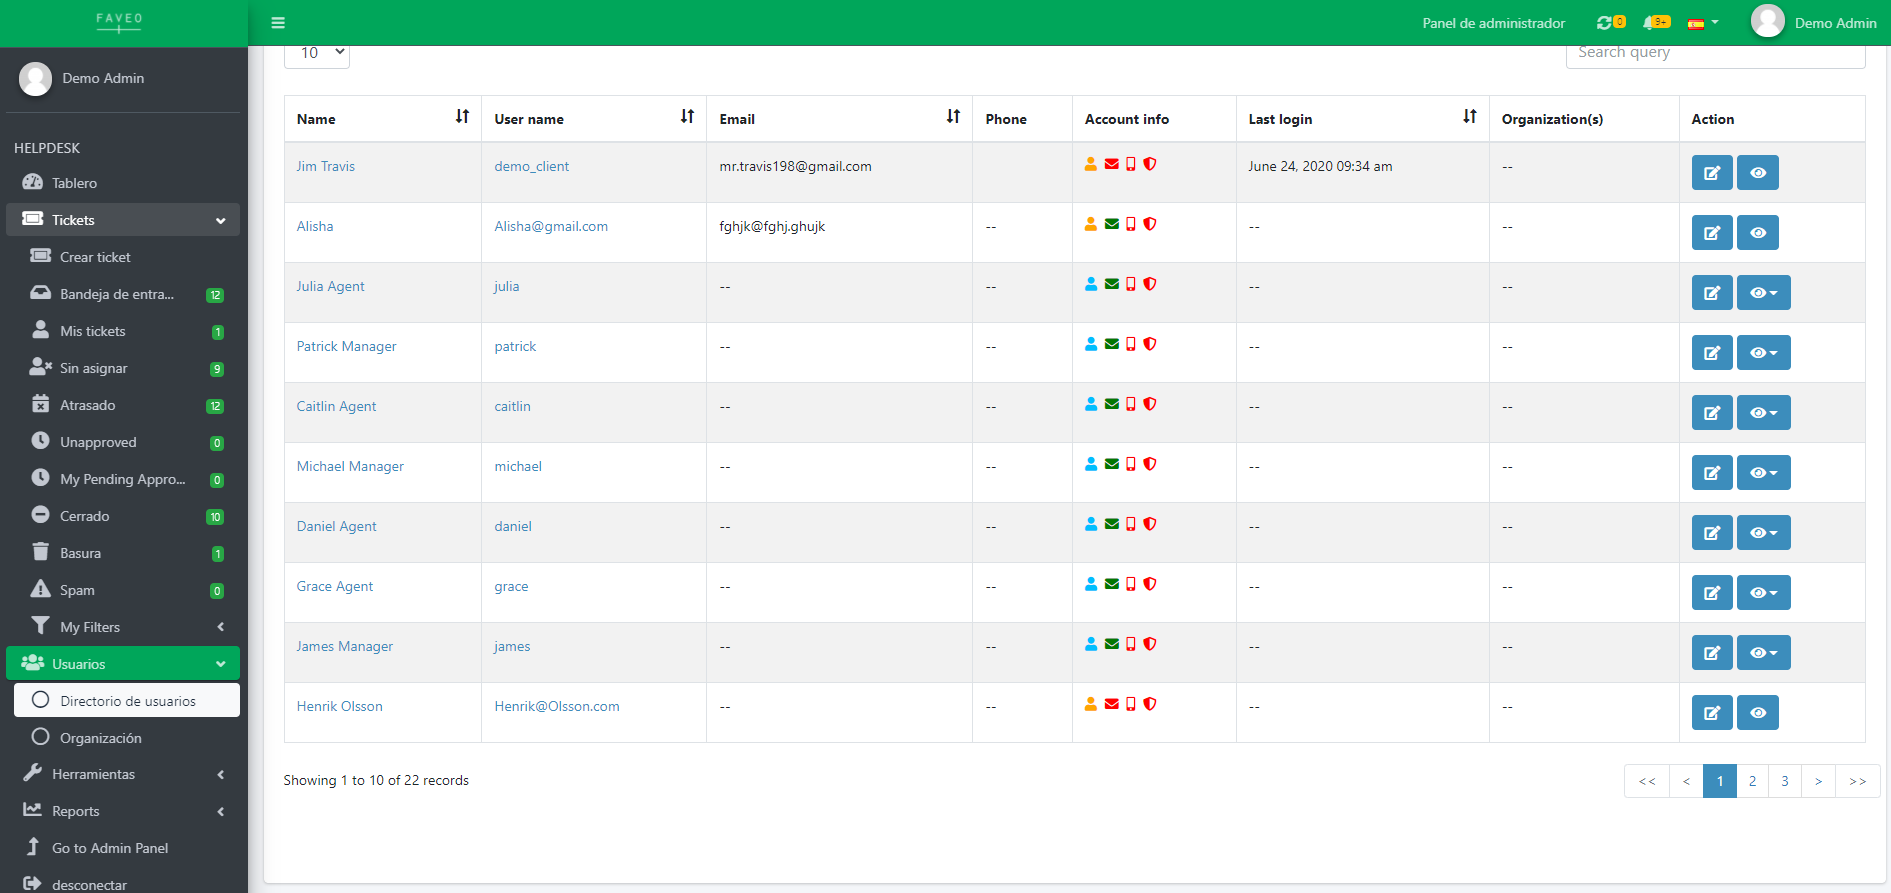 FAVEO
Panel de administrador
0
9+
Demo Admin
Demo Admin
HELPDESK
Tablero
Tickets
Crear ticket
Bandeja de entra... 12
Mis tickets 1
Sin asignar 9
Atrasado 12
Unapproved 0
My Pending Appro... 0
Cerrado 10
Basura 1
Spam 0
My Filters
Usuarios
Directorio de usuarios
Organización
Herramientas
Reports
Go to Admin Panel
desconectar
10
Search query
Name User name Email Phone Account info Last login Organization(s) Action
Jim Travis demo_client mr.travis198@gmail.com June 24, 2020 09:34 am --
Alisha Alisha@gmail.com fghjk@fghj.ghujk -- -- --
Julia Agent julia -- -- -- --
Patrick Manager patrick -- -- -- --
Caitlin Agent caitlin -- -- -- --
Michael Manager michael -- -- -- --
Daniel Agent daniel -- -- -- --
Grace Agent grace -- -- -- --
James Manager james -- -- -- --
Henrik Olsson Henrik@Olsson.com -- -- -- --
Showing 1 to 10 of 22 records
<< < 1 2 3 > >>